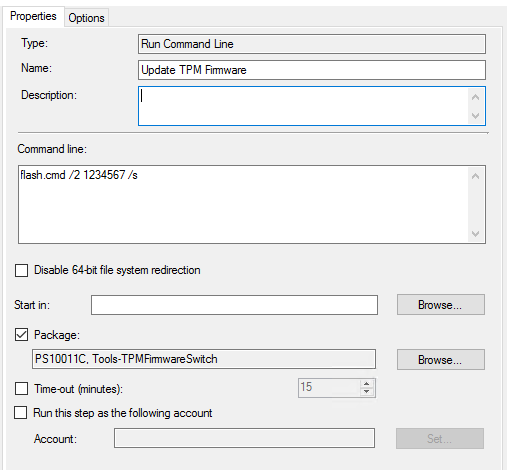 Properties Options
Type: Run Command Line
Name: Update TPM Firmware
Description:
Command line:
flash.cmd /2 1234567 /s
Disable 64-bit file system redirection
Start in: Browse...
Package:
PS10011C, Tools-TPMFirmwareSwitch Browse...
Time-out (minutes): 15
Run this step as the following account
Account: Set...